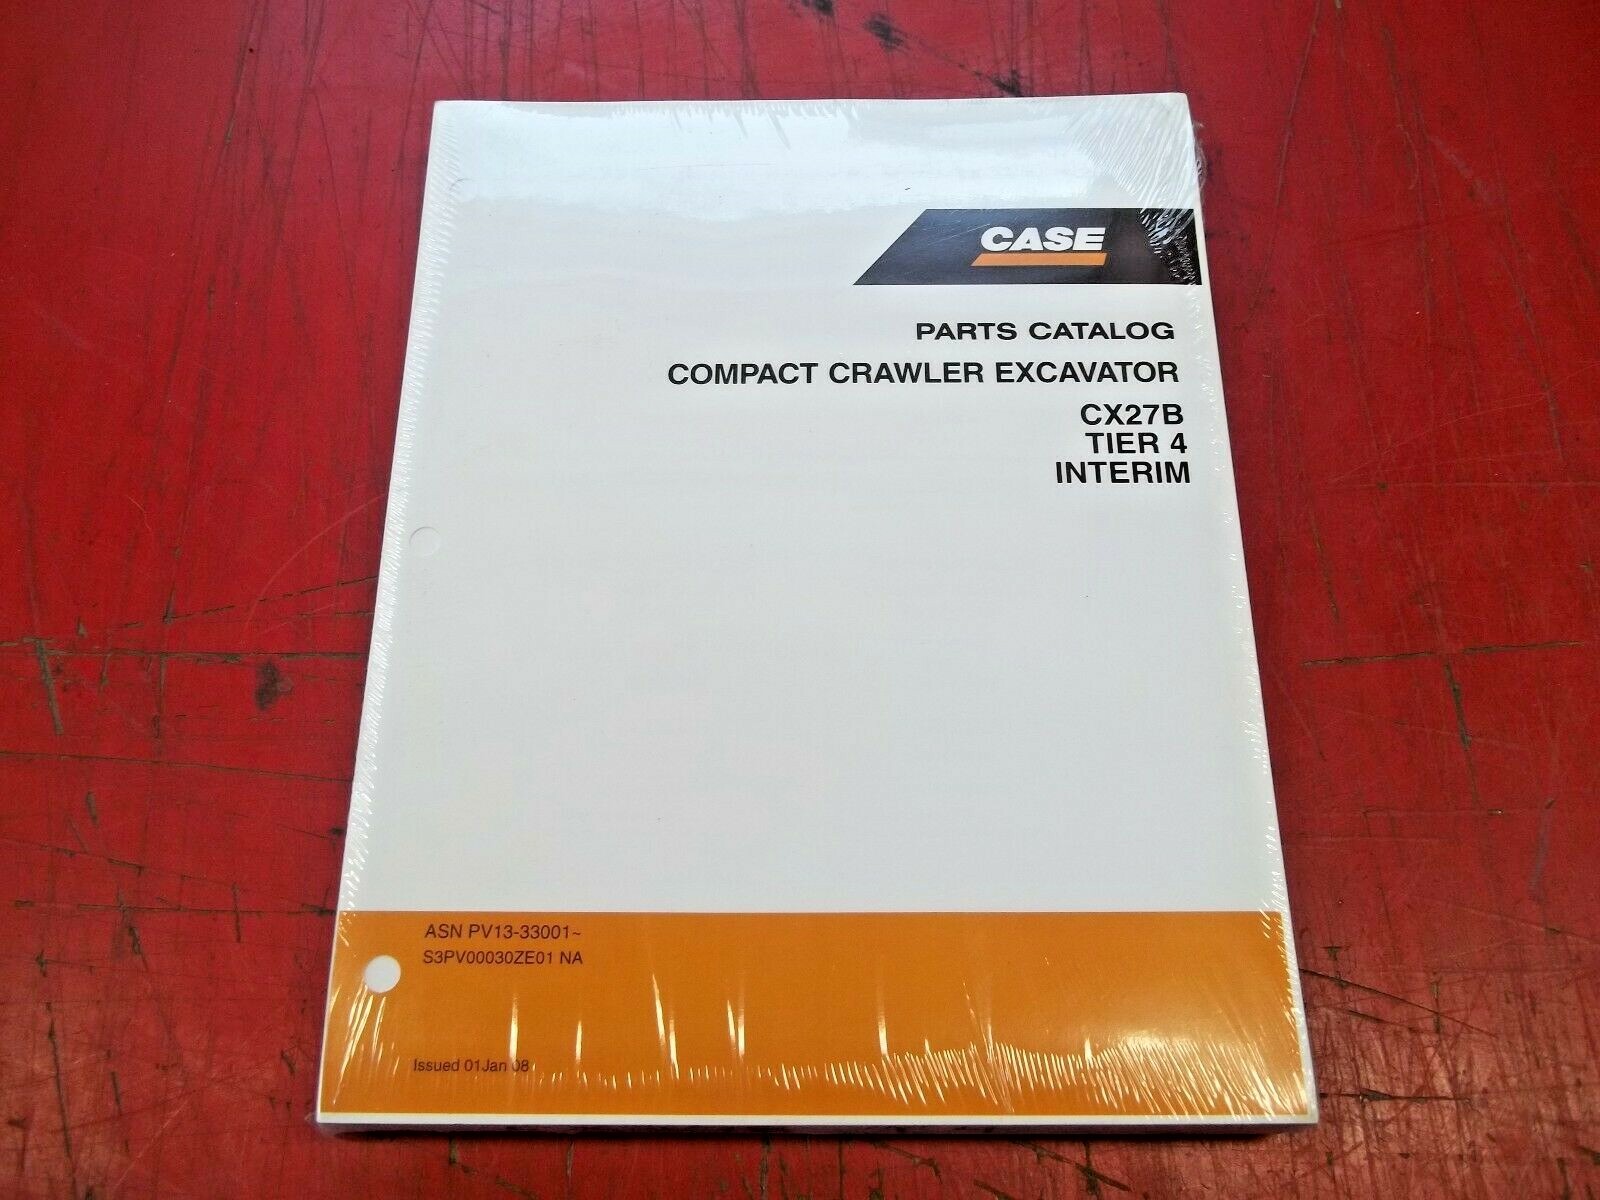 CASE
PARTS CATALOG
COMPACT CRAWLER EXCAVATOR
CX27B
TIER 4
INTERIM
ASN PV13-33001~
S3PV00030ZE01 NA
Issued 01Jan 08